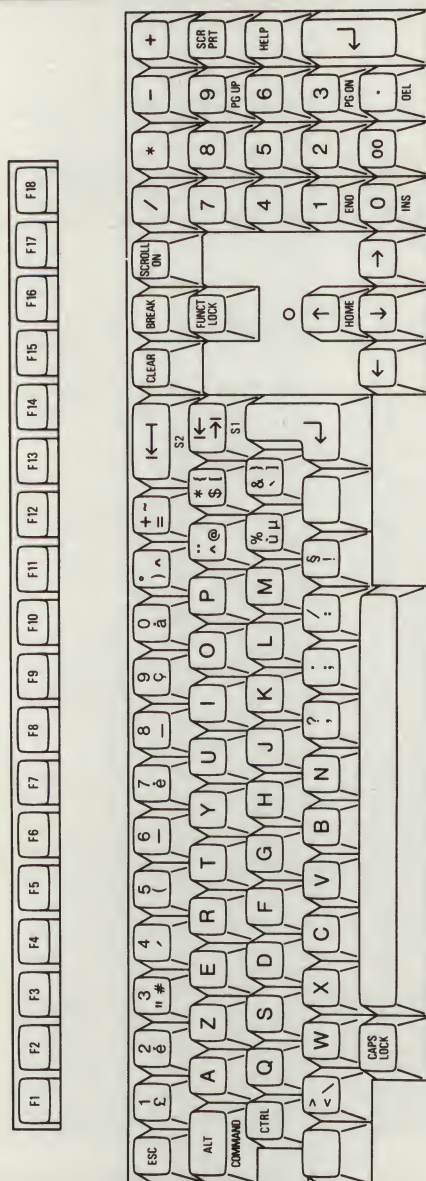 F1 F2 F3 F4 F5 F6 F7 F8 F9 F10 F11 F12 F13 F14 F15 F16 F17 F18
ESC 1 2 3 4 5 6 7 8 9 0 ° + ~ CLEAR BREAK SCROLL / * - +
£ é " # ' ( — è _ ç à ) ^ = |← ON
ALT A Z E R T Y U I O P ¨ * { |← FUNCT 7 8 9 SCR
COMMAND ^ @ $ [ →| LOCK PG UP PRT
S2 S1
CTRL Q S D F G H J K L M % & } 4 5 6 HELP
ù µ ` ]
> W X C V B N ? . / § ↑ 1 2 3 ↵
< \ , ; : ! HOME END PG DN
CAPS ← ↓ → 0 00 .
LOCK INS DEL